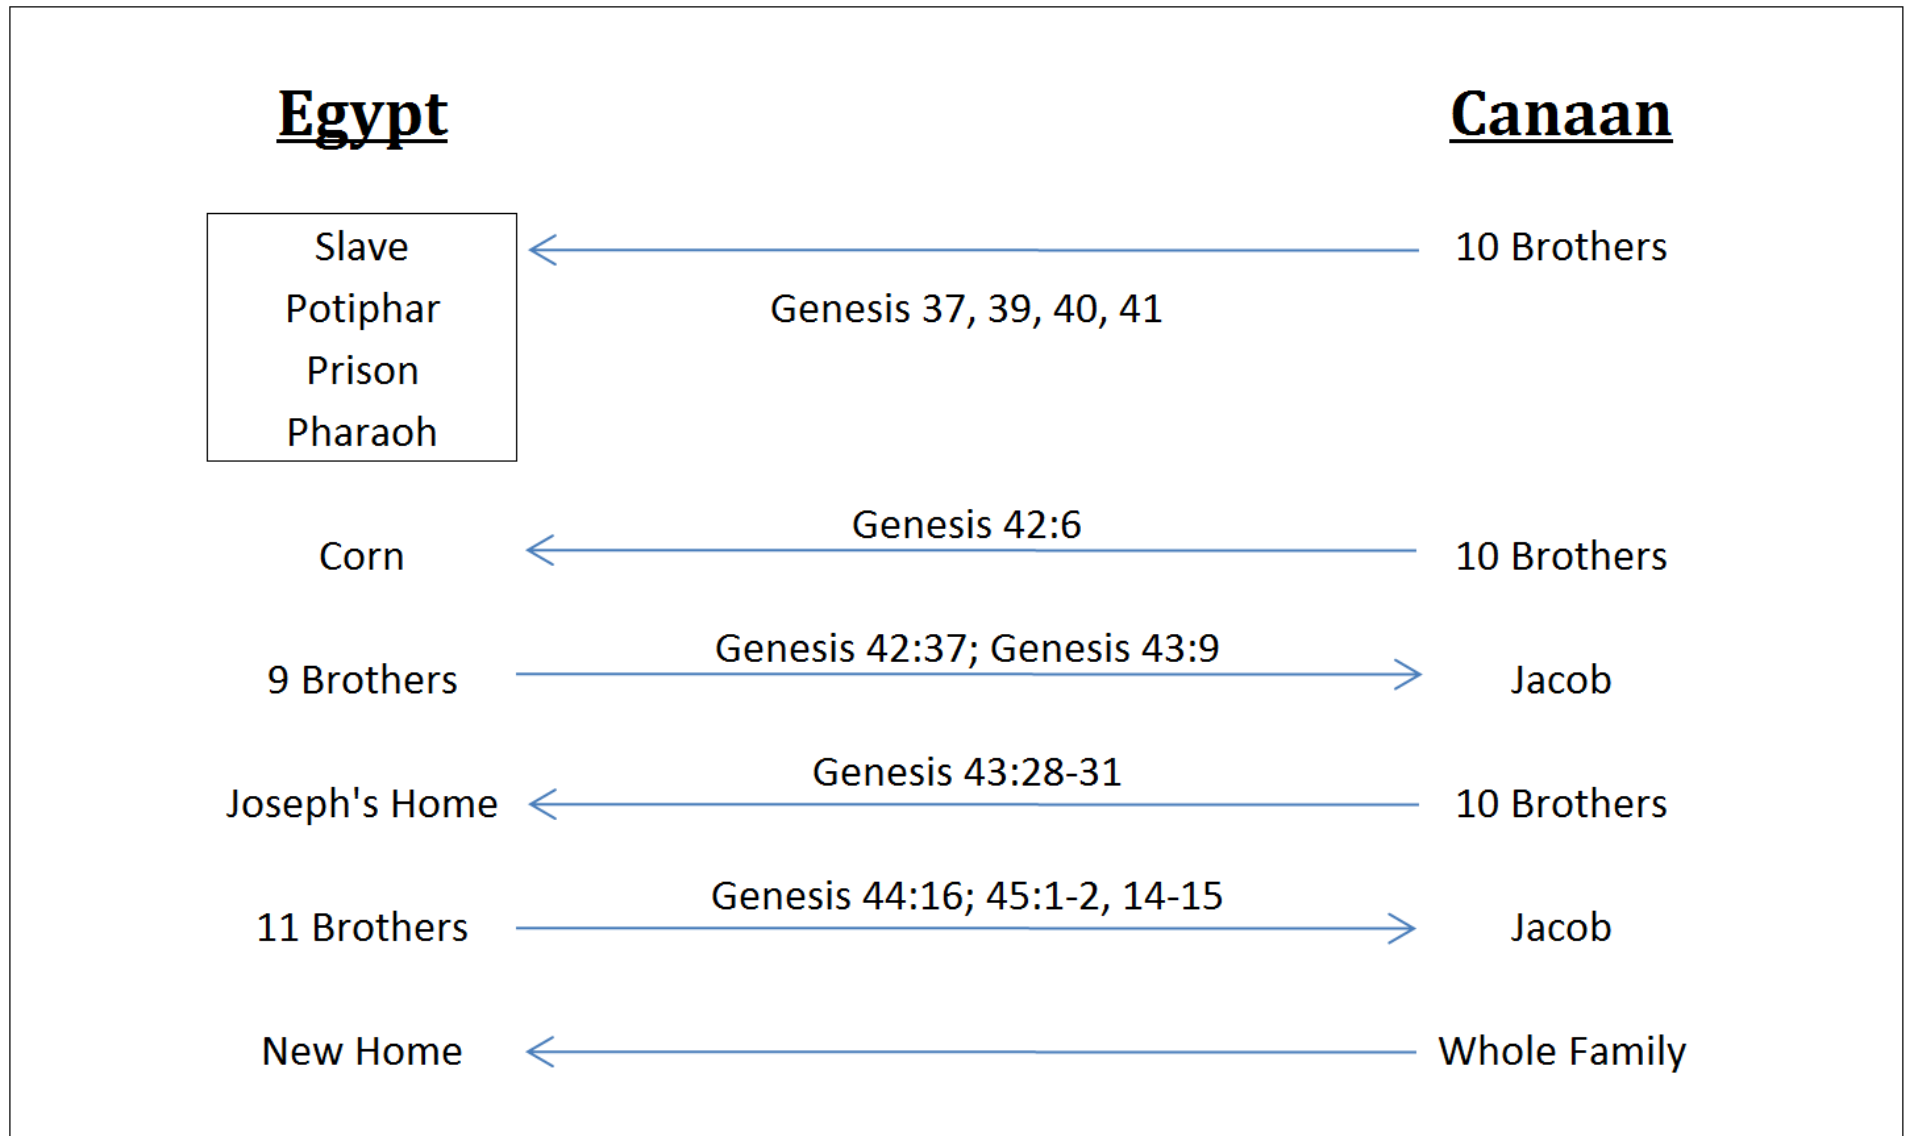 Egypt Canaan
Slave 10 Brothers
Potiphar Genesis 37, 39, 40, 41
Prison
Pharaoh
Genesis 42:6
Corn 10 Brothers
Genesis 42:37; Genesis 43:9
9 Brothers Jacob
Genesis 43:28-31
Joseph's Home 10 Brothers
Genesis 44:16; 45:1-2, 14-15
11 Brothers Jacob
New Home Whole Family